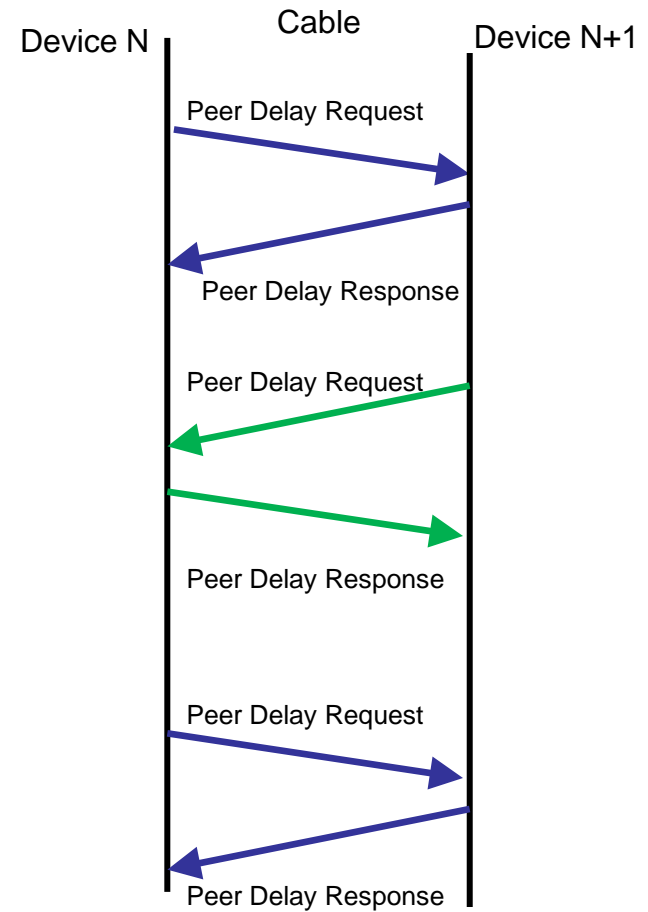 Cable
Device N
Device N+1
Peer Delay Request
Peer Delay Response
Peer Delay Request
Peer Delay Response
Peer Delay Request
Peer Delay Response